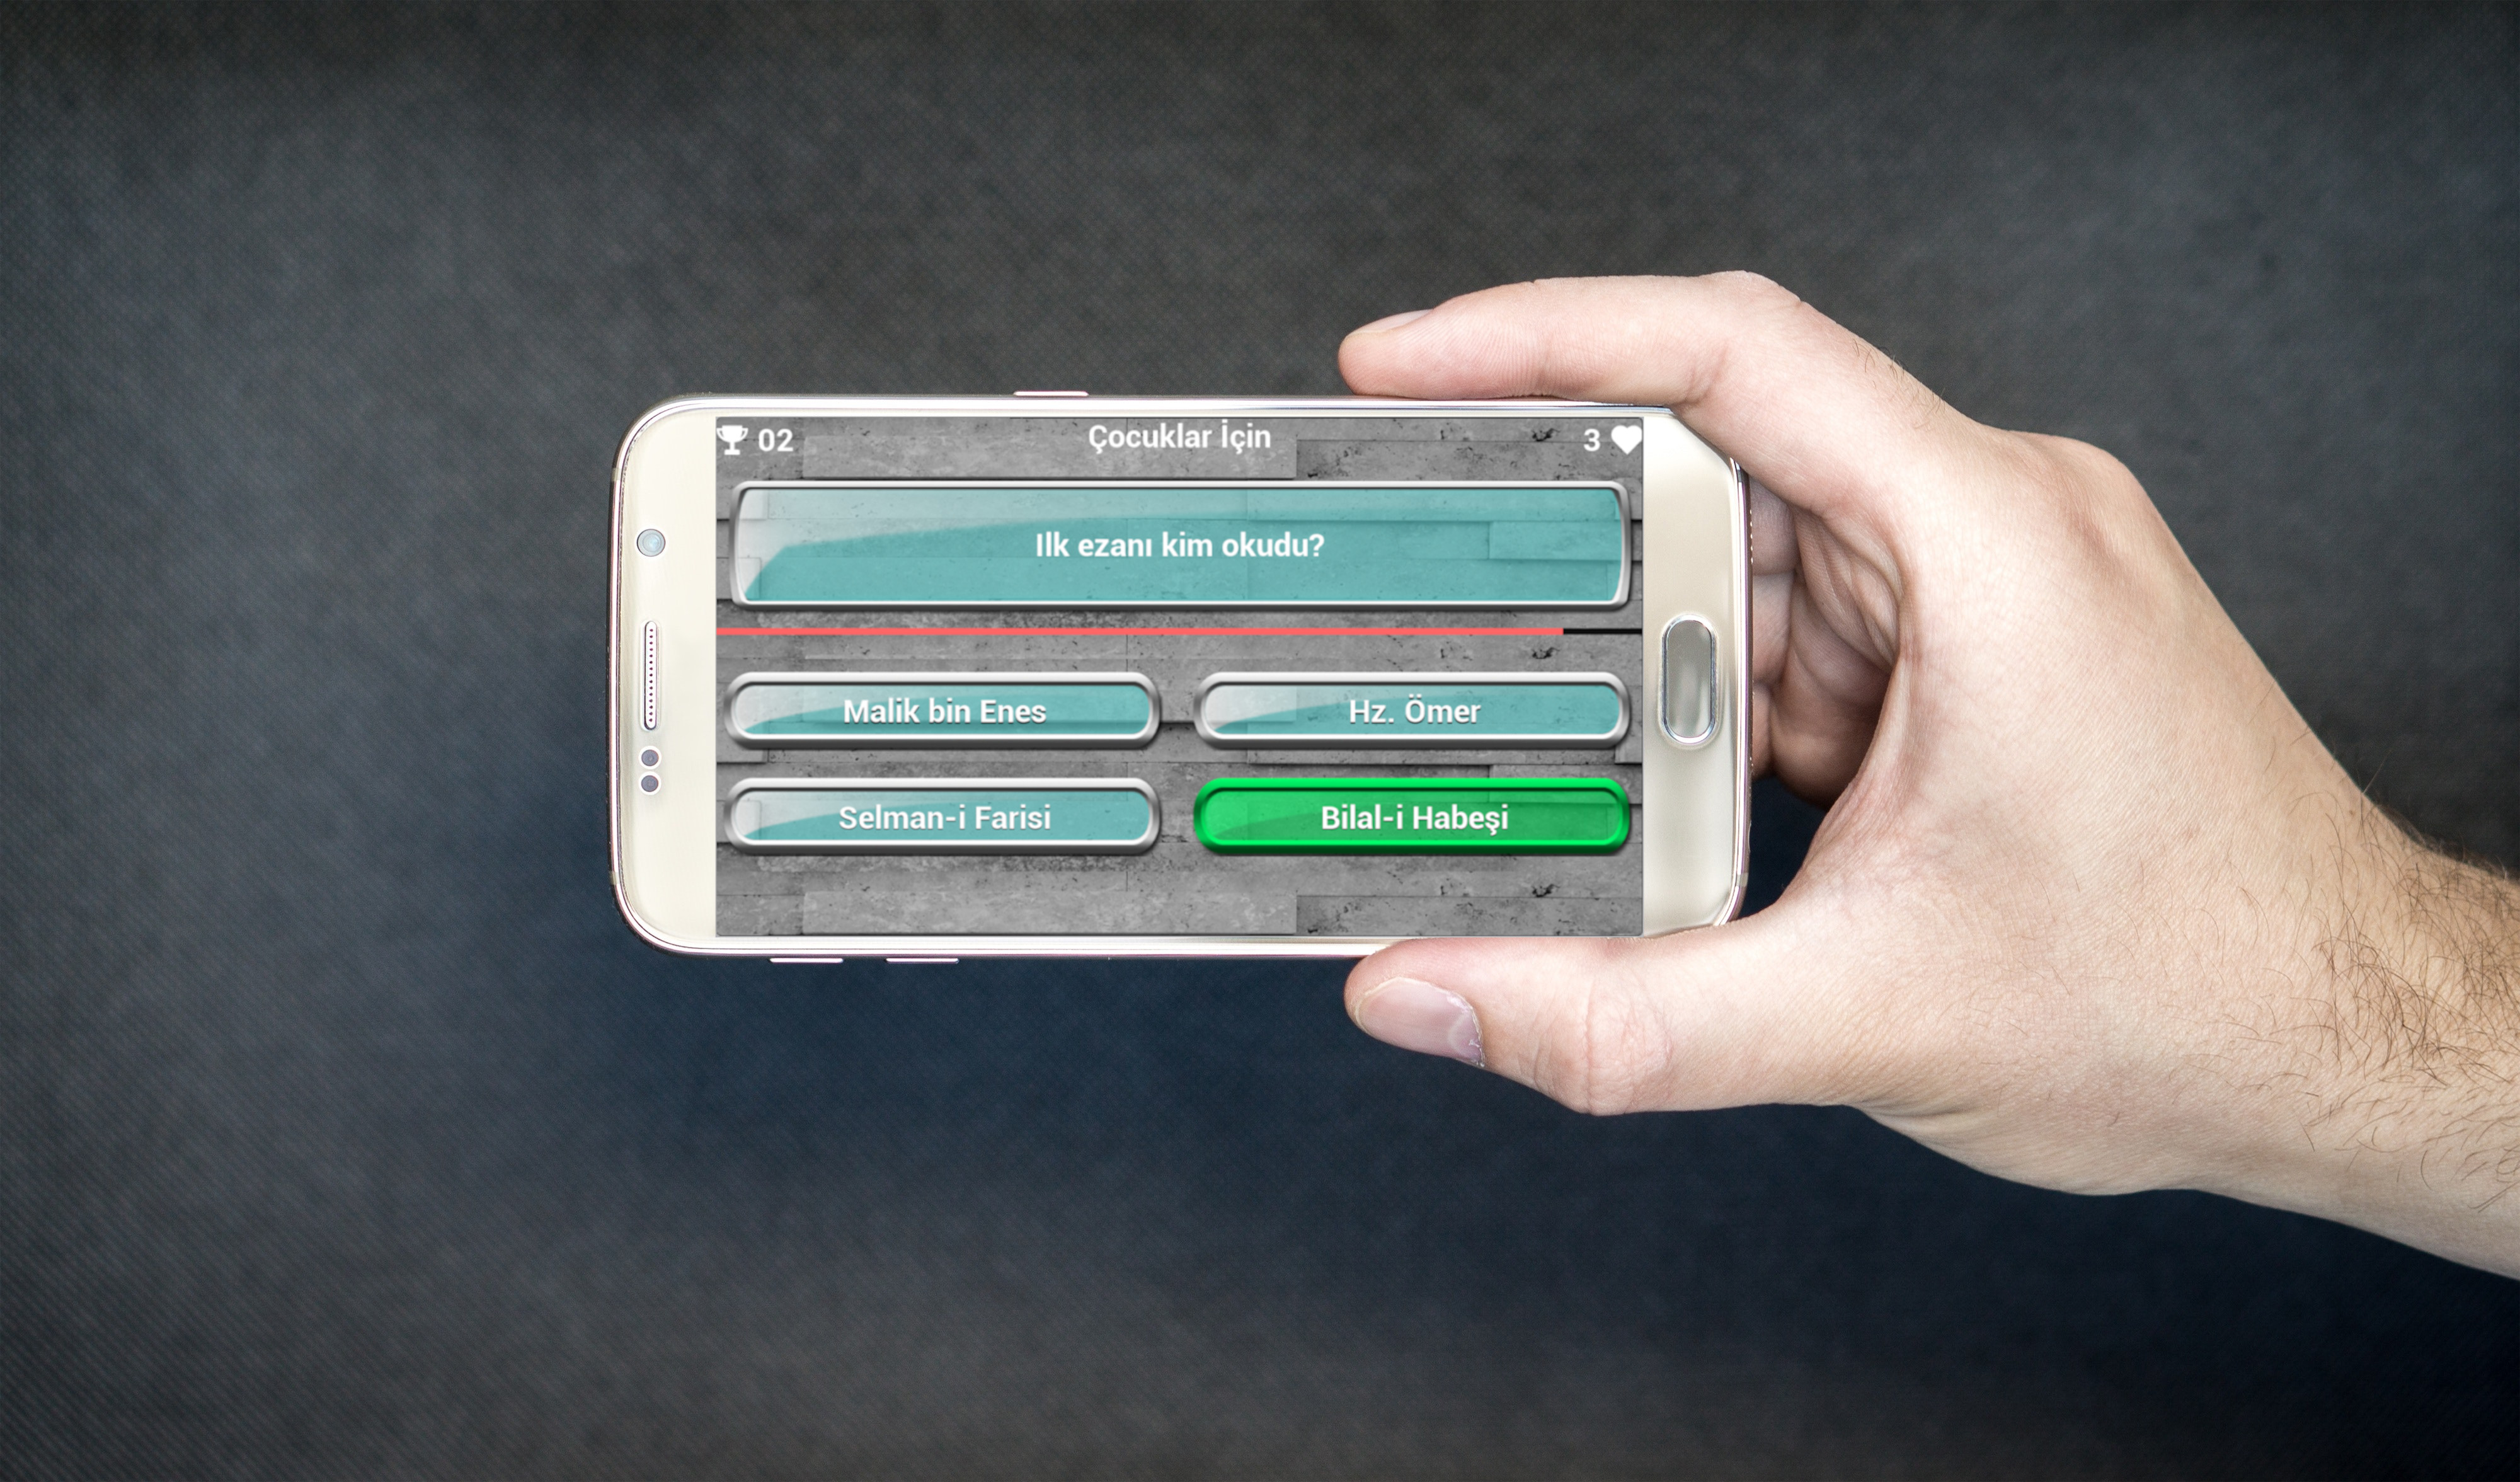 02
Çocuklar İçin
3
Ilk ezanı kim okudu?
Malik bin Enes
Hz. Ömer
Selman-i Farisi
Bilal-i Habeşi